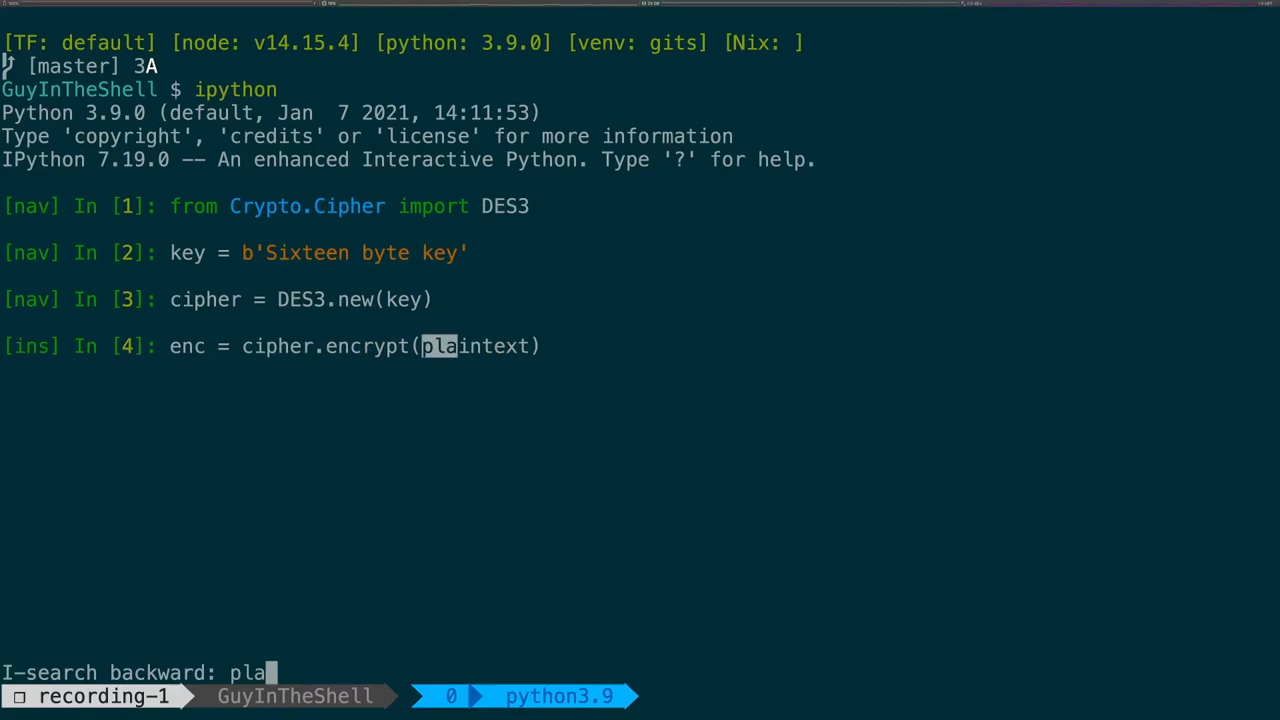 [TF: default] [node: v14.15.4] [python: 3.9.0] [venv: gits] [Nix: ]
[master] 3A
GuyInTheShell $ ipython
Python 3.9.0 (default, Jan  7 2021, 14:11:53)
Type 'copyright', 'credits' or 'license' for more information
IPython 7.19.0 -- An enhanced Interactive Python. Type '?' for help.
[nav] In [1]: from Crypto.Cipher import DES3
[nav] In [2]: key = b'Sixteen byte key'
[nav] In [3]: cipher = DES3.new(key)
[ins] In [4]: enc = cipher.encrypt(plaintext)
I-search backward: pla
recording-1 GuyInTheShell 0 python3.9